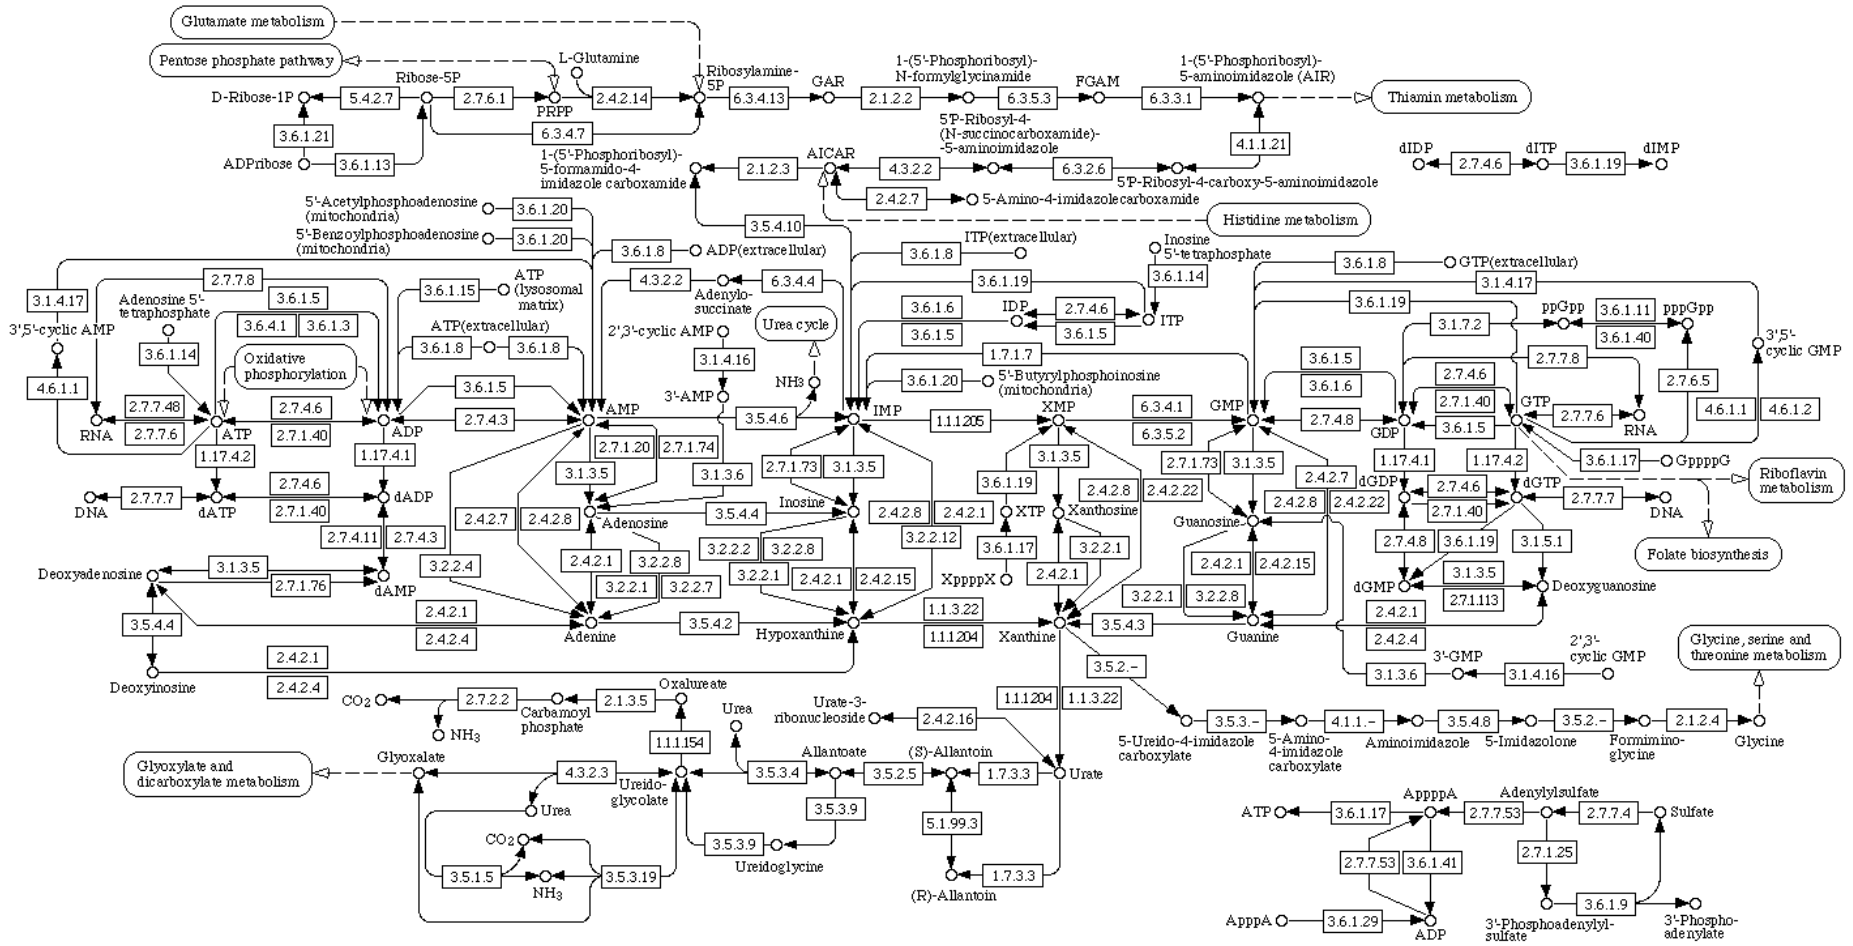 Glutamate metabolism
Pentose phosphate pathway
L-Glutamine
Ribose-5P
Ribosylamine-
5P
GAR
1-(5'-Phosphoribosyl)-
N-formylglycinamide
FGAM
1-(5'-Phosphoribosyl)-
5-aminoimidazole (AIR)
D-Ribose-1P
5.4.2.7
2.7.6.1
PRPP
2.4.2.14
6.3.4.13
2.1.2.2
6.3.5.3
6.3.3.1
Thiamin metabolism
3.6.1.21
6.3.4.7
ADPribose
3.6.1.13
1-(5'-Phosphoribosyl)-
5-formamido-4-
imidazole carboxamide
2.1.2.3
AICAR
4.3.2.2
5'P-Ribosyl-4-
(N-succinocarboxamide)-
-5-aminoimidazole
6.3.2.6
4.1.1.21
5'P-Ribosyl-4-carboxy-5-aminoimidazole
2.4.2.7
5-Amino-4-imidazolecarboxamide
Histidine metabolism
dIDP
2.7.4.6
dITP
3.6.1.19
dIMP
5'-Acetylphosphoadenosine
(mitochondria)
3.6.1.20
5'-Benzoylphosphoadenosine
(mitochondria)
3.6.1.20
3.6.1.8
ADP(extracellular)
3.5.4.10
ITP(extracellular)
3.6.1.8
Inosine
5'-tetraphosphate
3.6.1.14
3.6.1.8
GTP(extracellular)
3.1.4.17
2.7.7.8
3.1.4.17
Adenosine 5'-
tetraphosphate
3.6.1.5
3.6.4.1
3.6.1.3
3.6.1.15
ATP
(lysosomal
matrix)
4.3.2.2
6.3.4.4
Adenylo-
succinate
3.6.1.19
3.6.1.6
3.6.1.5
IDP
2.7.4.6
3.6.1.5
ITP
3.6.1.19
ppGpp
3.6.1.11
pppGpp
3.6.1.40
3.1.7.2
3',5'-cyclic AMP
3.6.1.14
ATP(extracellular)
3.6.1.8
3.6.1.8
2',3'-cyclic AMP
3.1.4.16
Urea cycle
NH3
1.7.1.7
3.6.1.5
3.6.1.6
2.7.7.8
3',5'-
cyclic GMP
4.6.1.1
Oxidative
phosphorylation
3.6.1.5
3'-AMP
3.6.1.20
5'-Butyrylphosphoinosine
(mitochondria)
2.7.4.6
2.7.1.40
2.7.6.5
RNA
2.7.7.48
2.7.7.6
ATP
2.7.4.6
2.7.1.40
ADP
2.7.4.3
AMP
3.5.4.6
IMP
1.1.1.205
XMP
6.3.4.1
6.3.5.2
GMP
2.7.4.8
GDP
3.6.1.5
GTP
2.7.7.6
RNA
4.6.1.1
4.6.1.2
1.17.4.2
1.17.4.1
2.7.1.20
2.7.1.74
3.1.3.5
3.1.3.6
2.7.1.73
3.1.3.5
3.1.3.5
2.7.1.73
3.1.3.5
2.4.2.7
1.17.4.1
1.17.4.2
3.6.1.17
GppppG
Riboflavin
metabolism
DNA
2.7.7.7
dATP
2.7.4.6
2.7.1.40
dADP
2.4.2.7
2.4.2.8
Adenosine
3.5.4.4
Inosine
2.4.2.8
2.4.2.1
3.6.1.19
XTP
Xanthosine
2.4.2.8
2.4.2.22
Guanosine
2.4.2.8
2.4.2.22
dGDP
2.7.4.6
2.7.1.40
dGTP
2.7.7.7
DNA
2.7.4.11
2.7.4.3
3.2.2.4
2.4.2.1
3.2.2.8
3.2.2.2
3.2.2.8
3.2.2.12
3.6.1.17
3.2.2.1
2.4.2.1
2.4.2.15
2.7.4.8
3.6.1.19
3.1.5.1
Folate biosynthesis
Deoxyadenosine
3.1.3.5
2.7.1.76
dAMP
3.2.2.1
3.2.2.7
3.2.2.1
2.4.2.1
2.4.2.15
XppppX
2.4.2.1
3.2.2.1
3.2.2.8
dGMP
3.1.3.5
2.7.1.113
Deoxyguanosine
3.5.4.4
2.4.2.1
2.4.2.4
Adenine
3.5.4.2
Hypoxanthine
1.1.3.22
1.1.1.204
Xanthine
3.5.4.3
Guanine
2.4.2.1
2.4.2.4
Deoxyinosine
2.4.2.1
2.4.2.4
3.5.2.–
3.1.3.6
3'-GMP
3.1.4.16
2',3'-
cyclic GMP
Glycine, serine and
threonine metabolism
CO2
2.7.2.2
NH3
Carbamoyl
phosphate
2.1.3.5
Oxalureate
Urea
Urate-3-
ribonucleoside
2.4.2.16
1.1.1.204
1.1.3.22
5-Ureido-4-imidazole
carboxylate
3.5.3.–
5-Amino-
4-imidazole
carboxylate
4.1.1.–
Aminoimidazole
3.5.4.8
5-Imidazolone
3.5.2.–
Formimino-
glycine
2.1.2.4
Glycine
1.1.1.154
Glyoxylate and
dicarboxylate metabolism
Glyoxalate
4.3.2.3
Ureido-
glycolate
3.5.3.4
Allantoate
3.5.2.5
(S)-Allantoin
1.7.3.3
Urate
Urea
3.5.3.9
5.1.99.3
CO2
3.5.3.9
Ureidoglycine
3.5.1.5
NH3
3.5.3.19
(R)-Allantoin
1.7.3.3
ATP
3.6.1.17
AppppA
2.7.7.53
Adenylylsulfate
2.7.7.4
Sulfate
2.7.7.53
3.6.1.41
2.7.1.25
ApppA
3.6.1.29
ADP
3'-Phosphoadenylyl-
sulfate
3.6.1.9
3'-Phospho-
adenylate